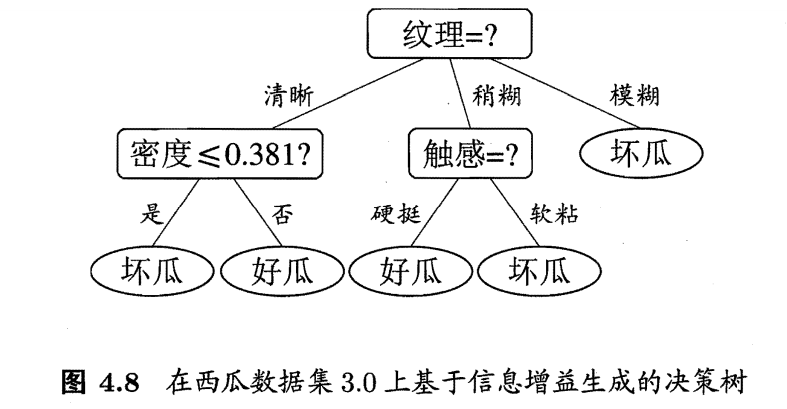 纹理=?
清晰 稍糊 模糊
密度≤0.381? 触感=? 坏瓜
是 否 硬挺 软粘
坏瓜 好瓜 好瓜 坏瓜
图 4.8 在西瓜数据集 3.0 上基于信息增益生成的决策树